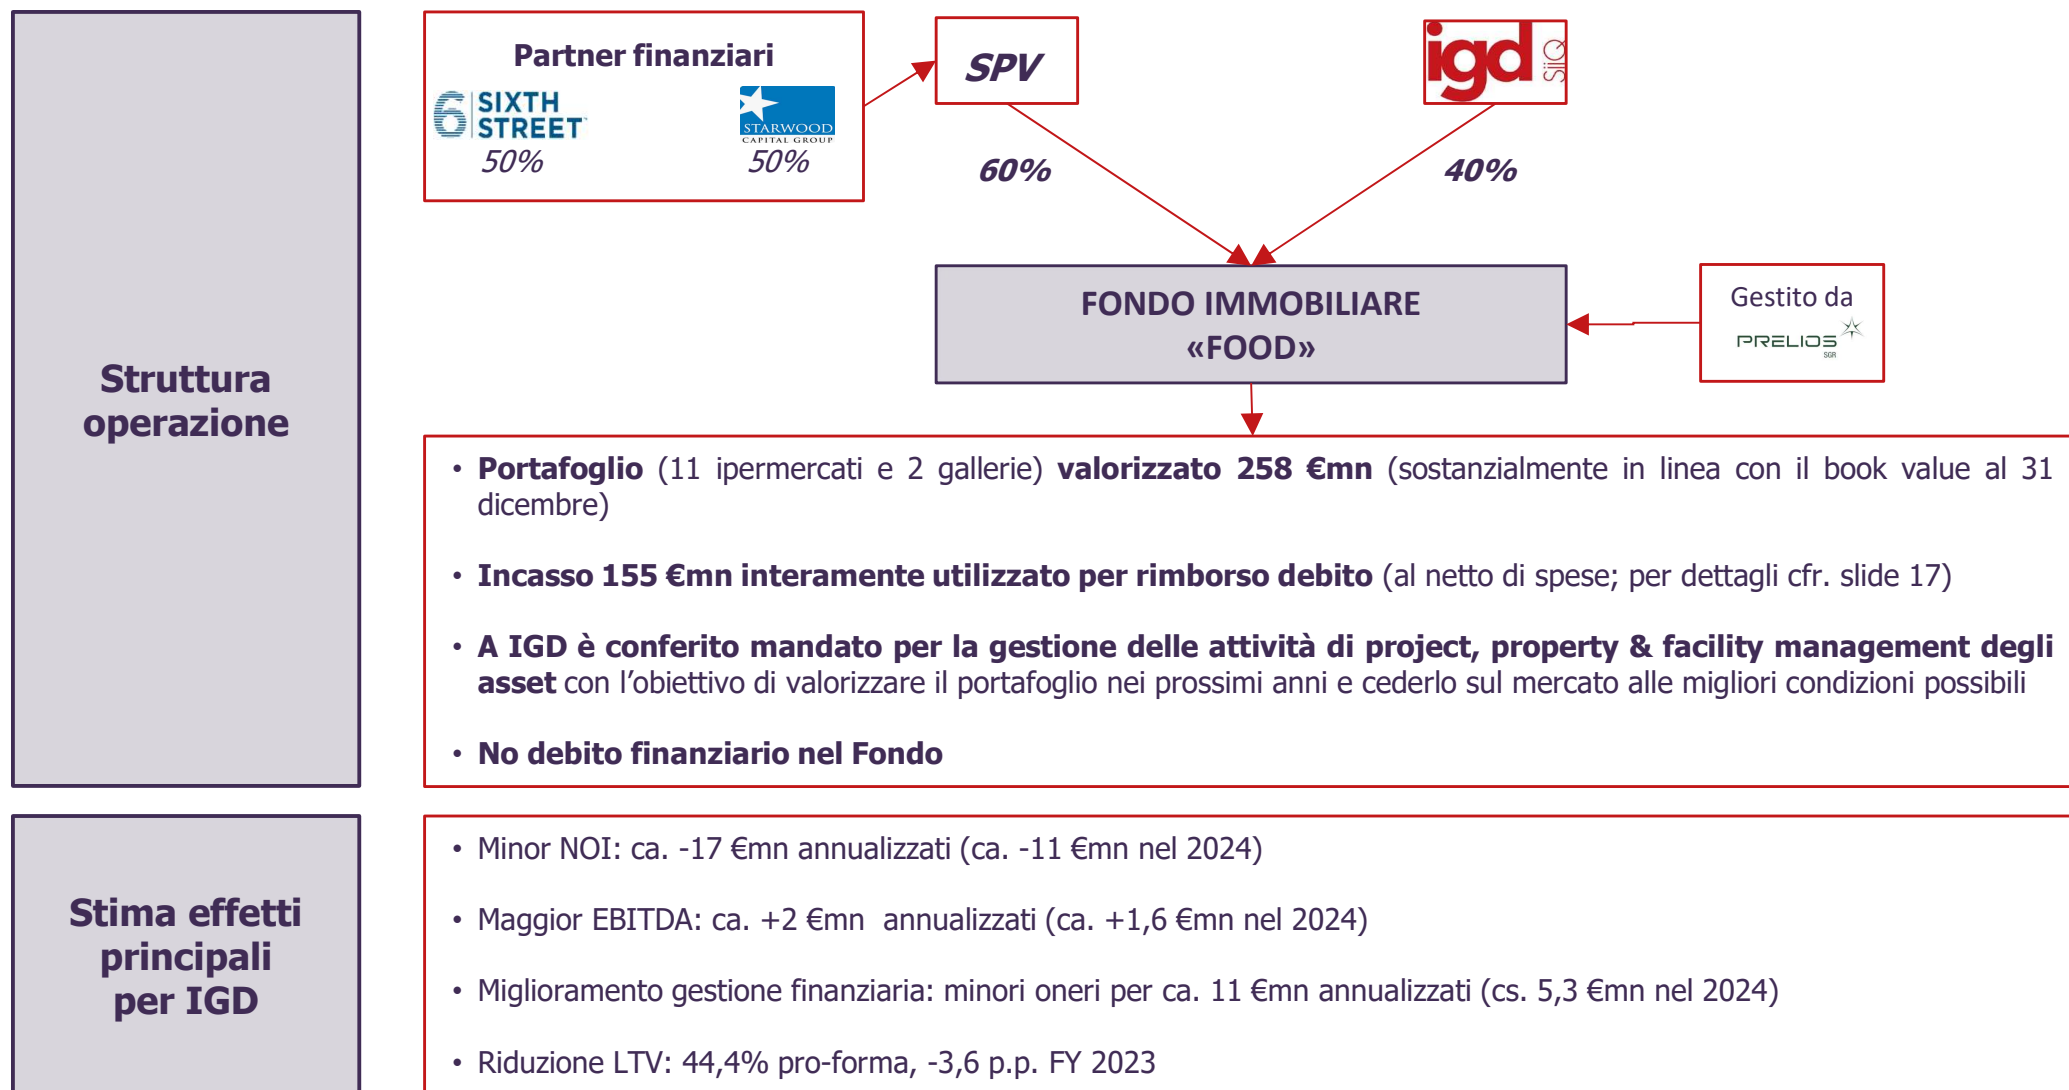 Struttura
operazione
Partner finanziari
6 SIXTH
STREET
50%
STARWOOD
CAPITAL GROUP
50%
SPV
igd SIIQ
60%
40%
FONDO IMMOBILIARE
«FOOD»
Gestito da
PRELIOS
SGR
• Portafoglio (11 ipermercati e 2 gallerie) valorizzato 258 €mn (sostanzialmente in linea con il book value al 31
dicembre)
• Incasso 155 €mn interamente utilizzato per rimborso debito (al netto di spese; per dettagli cfr. slide 17)
• A IGD è conferito mandato per la gestione delle attività di project, property & facility management degli
asset con l’obiettivo di valorizzare il portafoglio nei prossimi anni e cederlo sul mercato alle migliori condizioni possibili
• No debito finanziario nel Fondo
Stima effetti
principali
per IGD
• Minor NOI: ca. -17 €mn annualizzati (ca. -11 €mn nel 2024)
• Maggior EBITDA: ca. +2 €mn annualizzati (ca. +1,6 €mn nel 2024)
• Miglioramento gestione finanziaria: minori oneri per ca. 11 €mn annualizzati (cs. 5,3 €mn nel 2024)
• Riduzione LTV: 44,4% pro-forma, -3,6 p.p. FY 2023